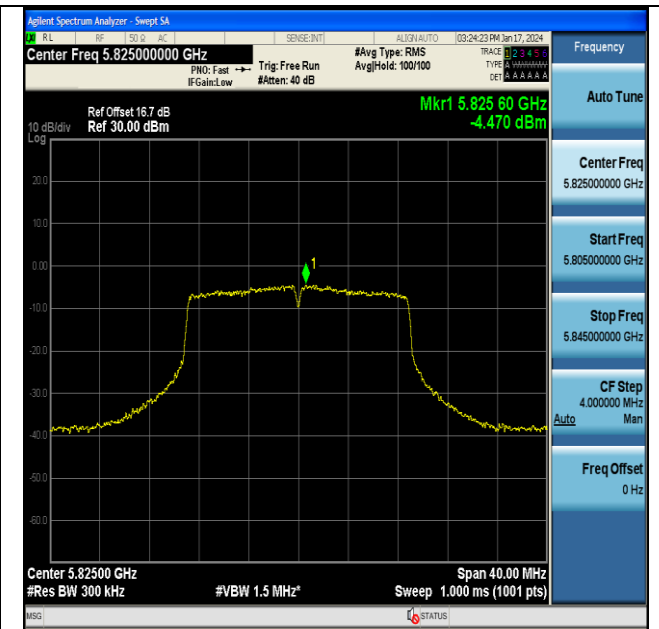 Agilent Spectrum Analyzer - Swept SA
RL RF 50 Ω AC SENSE:INT ALIGN AUTO 03:24:23 PM Jan 17, 2024
Center Freq 5.825000000 GHz
PNO: Fast
IFGain:Low
Trig: Free Run
#Atten: 40 dB
#Avg Type: RMS
Avg|Hold: 100/100
TRACE 1 2 3 4 5 6
TYPE A WWWWW
DET A A A A A A
Frequency
Auto Tune
Mkr1 5.825 60 GHz
-4.470 dBm
Ref Offset 16.7 dB
10 dB/div Ref 30.00 dBm
Log
20.0
10.0
0.00
-10.0
-20.0
-30.0
-40.0
-50.0
-60.0
1
Center Freq
5.825000000 GHz
Start Freq
5.805000000 GHz
Stop Freq
5.845000000 GHz
CF Step
4.000000 MHz
Auto Man
Freq Offset
0 Hz
Center 5.82500 GHz Span 40.00 MHz
#Res BW 300 kHz #VBW 1.5 MHz* Sweep 1.000 ms (1001 pts)
MSG STATUS